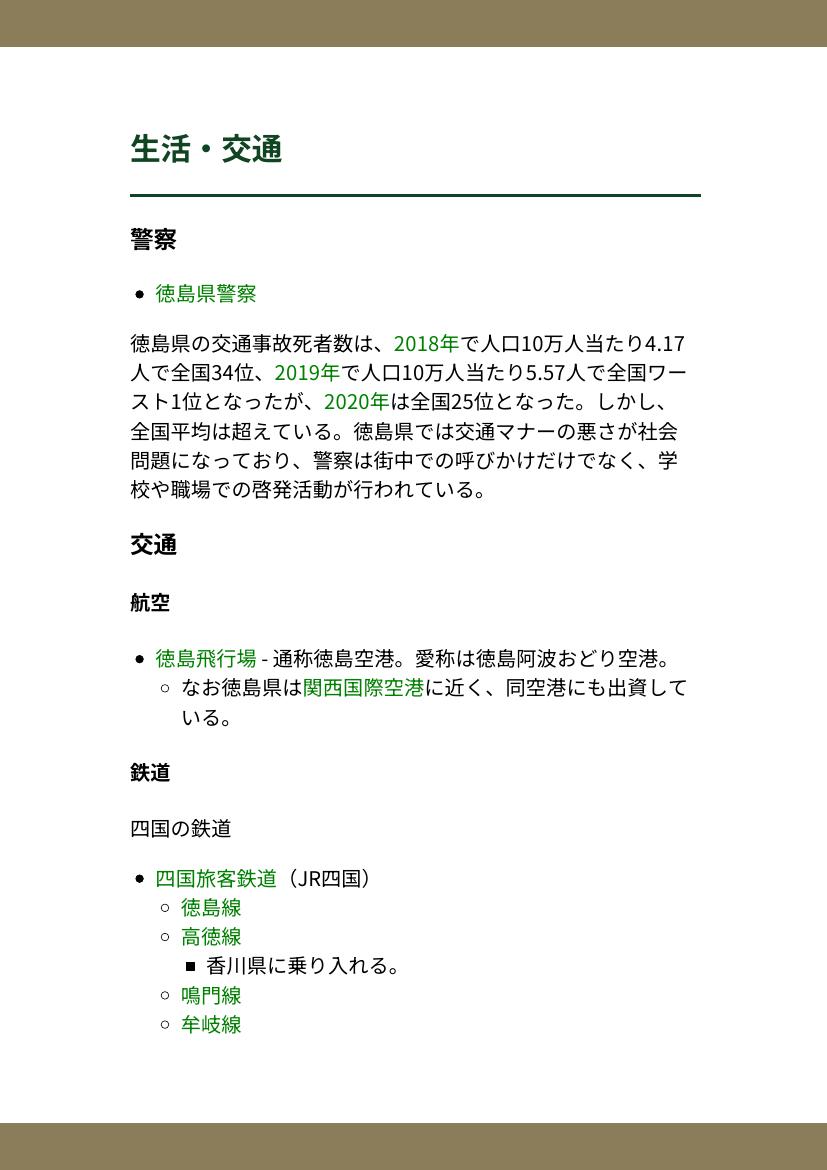 生活・交通
警察
徳島県警察
徳島県の交通事故死者数は、2018年で人口10万人当たり4.17
人で全国34位、2019年で人口10万人当たり5.57人で全国ワー
スト1位となったが、2020年は全国25位となった。しかし、
全国平均は超えている。徳島県では交通マナーの悪さが社会
問題になっており、警察は街中での呼びかけだけでなく、学
校や職場での啓発活動が行われている。
交通
航空
徳島飛行場 - 通称徳島空港。愛称は徳島阿波おどり空港。
なお徳島県は関西国際空港に近く、同空港にも出資して
いる。
鉄道
四国の鉄道
四国旅客鉄道（JR四国）
徳島線
高徳線
香川県に乗り入れる。
鳴門線
牟岐線